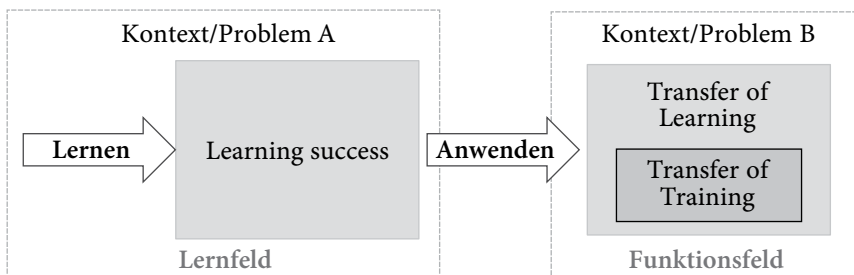 Kontext/Problem A
Lernen
Learning success
Lernfeld
Anwenden
Kontext/Problem B
Transfer of
Learning
Transfer of
Training
Funktionsfeld